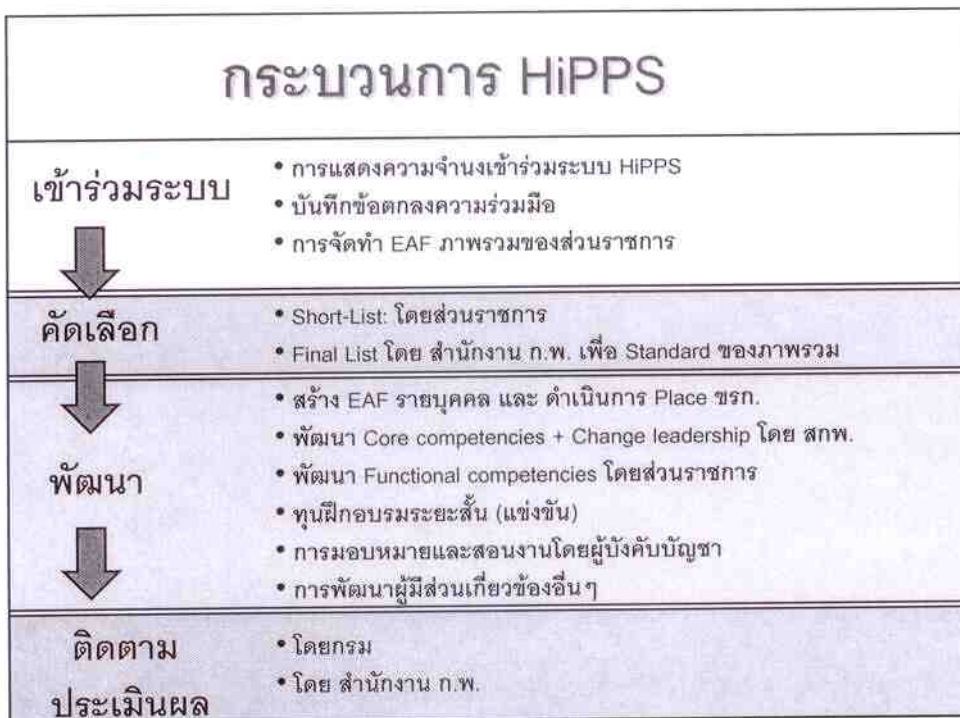 กระบวนการ HiPPS
เข้าร่วมระบบ
• การแสดงความจำนงเข้าร่วมระบบ HiPPS
• บันทึกข้อตกลงความร่วมมือ
• การจัดทำ EAF ภาพรวมของส่วนราชการ
คัดเลือก
• Short-List: โดยส่วนราชการ
• Final List โดย สำนักงาน ก.พ. เพื่อ Standard ของภาพรวม
พัฒนา
• สร้าง EAF รายบุคคล และ ดำเนินการ Place ขรก.
• พัฒนา Core competencies + Change leadership โดย สกพ.
• พัฒนา Functional competencies โดยส่วนราชการ
• ทุนฝึกอบรมระยะสั้น (แข่งขัน)
• การมอบหมายและสอนงานโดยผู้บังคับบัญชา
• การพัฒนาผู้มีส่วนเกี่ยวข้องอื่นๆ
ติดตาม
ประเมินผล
• โดยกรม
• โดย สำนักงาน ก.พ.